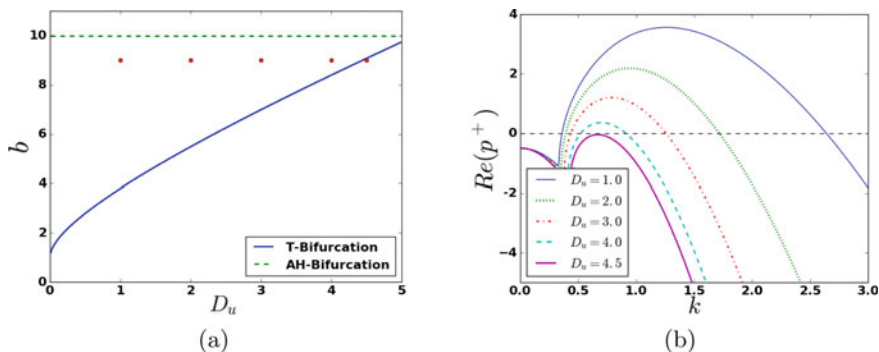 10
8
6
4
2
0
b
0 1 2 3 4 5
D_u
T-Bifurcation
AH-Bifurcation
(a)
4
2
0
-2
-4
Re(p^+)
D_u = 1.0
D_u = 2.0
D_u = 3.0
D_u = 4.0
D_u = 4.5
0.0 0.5 1.0 1.5 2.0 2.5 3.0
k
(b)